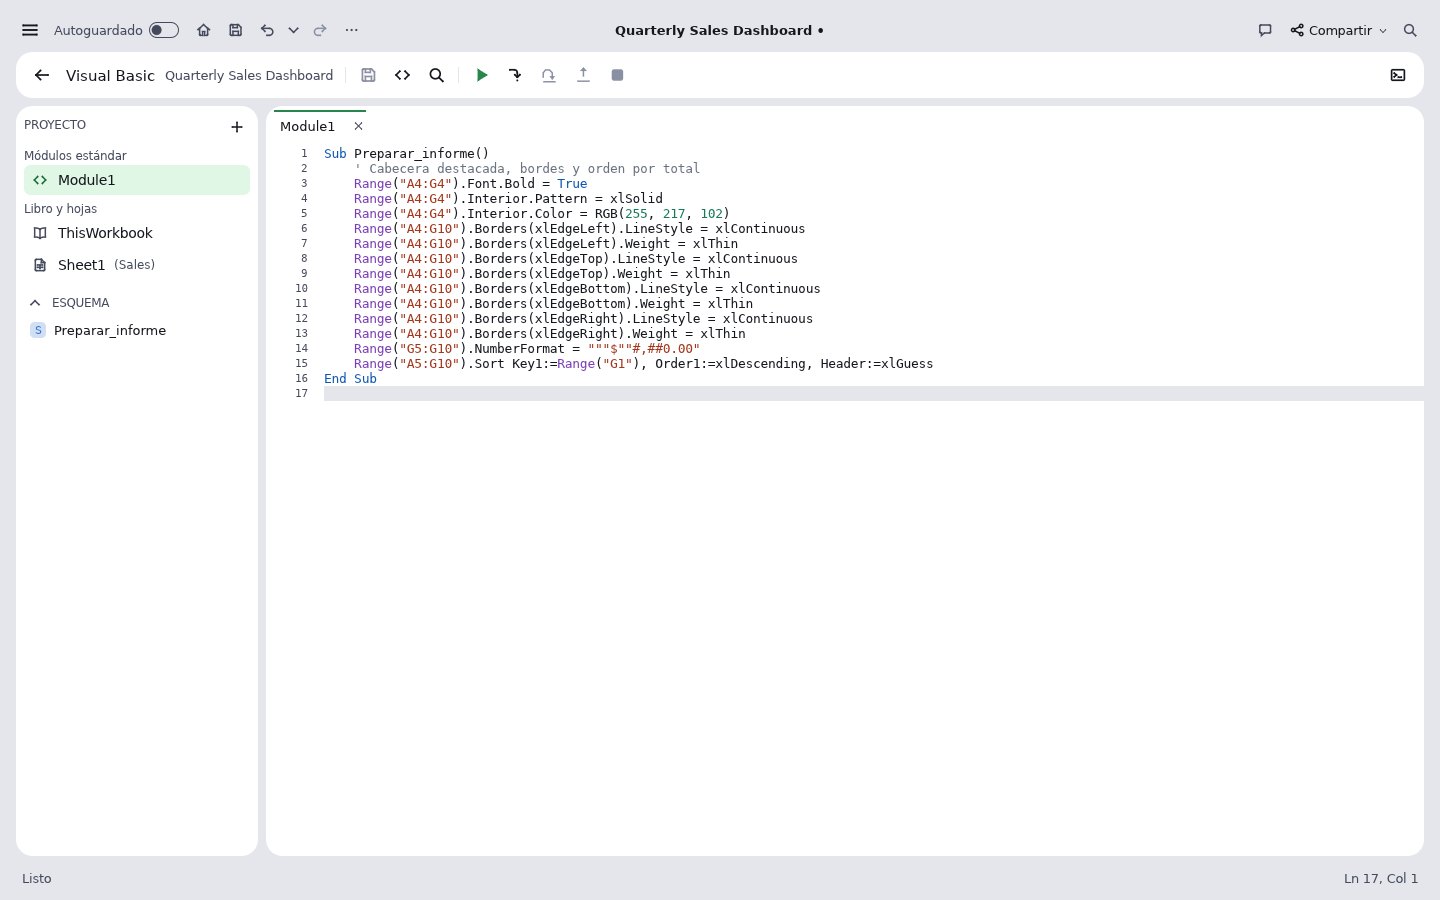 Autoguardado
Quarterly Sales Dashboard •
Compartir
Visual Basic Quarterly Sales Dashboard
PROYECTO
Módulos estándar
Module1
Libro y hojas
ThisWorkbook
Sheet1 (Sales)
ESQUEMA
S Preparar_informe
Module1
1 Sub Preparar_informe()
2 ' Cabecera destacada, bordes y orden por total
3 Range("A4:G4").Font.Bold = True
4 Range("A4:G4").Interior.Pattern = xlSolid
5 Range("A4:G4").Interior.Color = RGB(255, 217, 102)
6 Range("A4:G10").Borders(xlEdgeLeft).LineStyle = xlContinuous
7 Range("A4:G10").Borders(xlEdgeLeft).Weight = xlThin
8 Range("A4:G10").Borders(xlEdgeTop).LineStyle = xlContinuous
9 Range("A4:G10").Borders(xlEdgeTop).Weight = xlThin
10 Range("A4:G10").Borders(xlEdgeBottom).LineStyle = xlContinuous
11 Range("A4:G10").Borders(xlEdgeBottom).Weight = xlThin
12 Range("A4:G10").Borders(xlEdgeRight).LineStyle = xlContinuous
13 Range("A4:G10").Borders(xlEdgeRight).Weight = xlThin
14 Range("G5:G10").NumberFormat = """$""#,##0.00"
15 Range("A5:G10").Sort Key1:=Range("G1"), Order1:=xlDescending, Header:=xlGuess
16 End Sub
17
Listo
Ln 17, Col 1